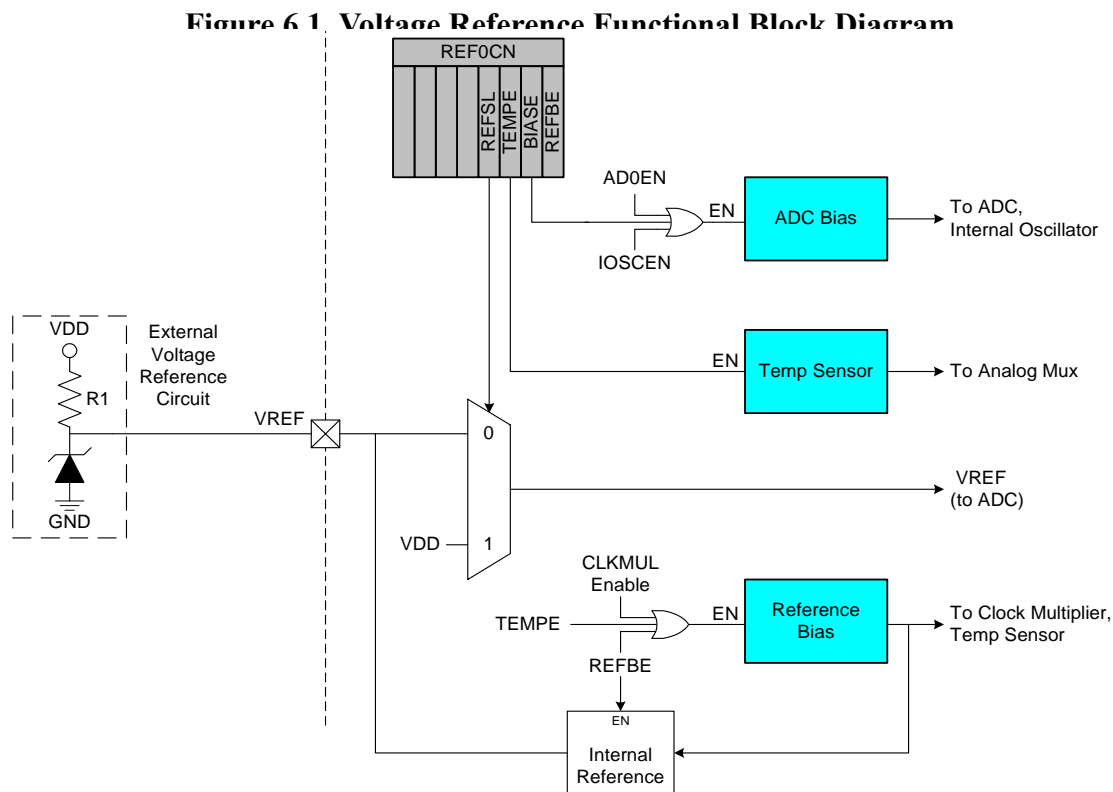 Figure 6.1. Voltage Reference Functional Block Diagram
REF0CN
REFSL
TEMPE
BIASE
REFBE
AD0EN
EN
ADC Bias
To ADC,
Internal Oscillator
IOSCEN
VDD
R1
GND
External
Voltage
Reference
Circuit
VREF
EN
Temp Sensor
To Analog Mux
0
VREF
(to ADC)
VDD
1
CLKMUL
Enable
TEMPE
REFBE
EN
Reference
Bias
To Clock Multiplier,
Temp Sensor
EN
Internal
Reference